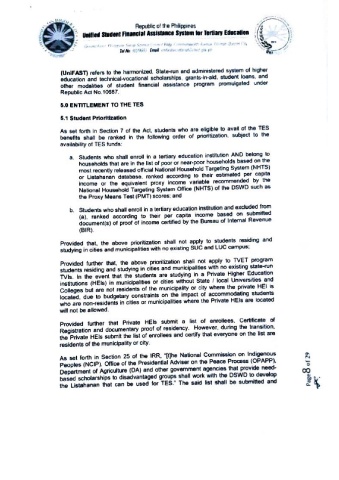 Republic of the Philippines
Unified Student Financial Assistance System for Tertiary Education
(UniFAST) refers to the harmonized, State-run and administered system of higher
education and technical-vocational scholarships, grants-in-aid, student loans, and
other modalities of student financial assistance program promulgated under
Republic Act No.10687.
5.0 ENTITLEMENT TO THE TES
5.1 Student Prioritization
As set forth in Section 7 of the Act, students who are eligible to avail of the TES
benefits shall be ranked in the following order of prioritization, subject to the
availability of TES funds:
a. Students who shall enroll in a tertiary education institution AND belong to
households that are in the list of poor or near-poor households based on the
most recently released official National Household Targeting System (NHTS)
or Listahanan database, ranked according to their estimated per capita
income or the equivalent proxy income variable recommended by the
National Household Targeting System Office (NHTS) of the DSWD such as
the Proxy Means Test (PMT) scores; and
b. Students who shall enroll in a tertiary education institution and excluded from
(a), ranked according to their per capita income based on submitted
document(s) of proof of income certified by the Bureau of Internal Revenue
(BIR).
Provided that, the above prioritization shall not apply to students residing and
studying in cities and municipalities with no existing SUC and LUC campus;
Provided further that, the above prioritization shall not apply to TVET program
students residing and studying in cities and municipalities with no existing state-run
TVIs. In the event that the students are studying in a Private Higher Education
institutions (HEIs) in municipalities or cities without State / local Universities and
Colleges but are not residents of the municipality or city where the private HEI is
located, due to budgetary constraints on the impact of accommodating students
who are non-residents in cities or municipalities where the Private HEIs are located
will not be allowed.
Provided further that Private HEIs submit a list of enrollees, Certificate of
Registration and documentary proof of residency. However, during the transition,
the Private HEIs submit the list of enrollees and certify that everyone on the list are
residents of the municipality or city.
As set forth in Section 25 of the IRR, "[t]he National Commission on Indigenous
Peoples (NCIP), Office of the Presidential Adviser on the Peace Process (OPAPP),
Department of Agriculture (DA) and other government agencies that provide need-
based scholarships to disadvantaged groups shall work with the DSWD to develop
the Listahanan that can be used for TES." The said list shall be submitted and
Page 8 of 29